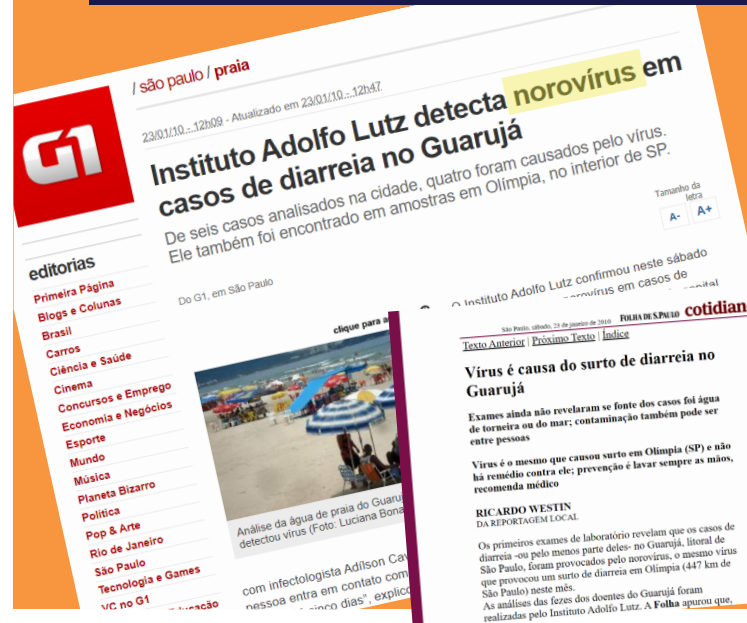 / são paulo / praia
G1
23/01/10 - 12h09 - Atualizado em 23/01/10 - 12h47
Instituto Adolfo Lutz detecta norovírus em
casos de diarreia no Guarujá
De seis casos analisados na cidade, quatro foram causados pelo vírus.
Ele também foi encontrado em amostras em Olímpia, no interior de SP.
Tamanho da
letra
A- A+
Do G1, em São Paulo
editorias
Primeira Página
Blogs e Colunas
Brasil
Carros
Ciência e Saúde
Cinema
Concursos e Emprego
Economia e Negócios
Esporte
Mundo
Música
Planeta Bizarro
Política
Pop & Arte
Rio de Janeiro
São Paulo
Tecnologia e Games
VC no G1
clique para
Análise da água de praia do
detectou vírus (Foto: Luciana
O Instituto Adolfo Lutz confirmou neste sábado
em casos de
com infectologista Adílson
pessoa entra em contato com
dias", 
São Paulo, sábado, 23 de janeiro de 2010 FOLHA DE S.PAULO cotidian
Texto Anterior | Próximo Texto | Índice
Vírus é causa do surto de diarreia no
Guarujá
Exames ainda não revelaram se fonte dos casos foi água
de torneira ou do mar; contaminação também pode ser
entre pessoas
Vírus é o mesmo que causou surto em Olímpia (SP) e não
há remédio contra ele; prevenção é lavar sempre as mãos,
recomenda médico
RICARDO WESTIN
DA REPORTAGEM LOCAL
Os primeiros exames de laboratório revelam que os casos de
diarreia -ou pelo menos parte deles- no Guarujá, litoral de
São Paulo, foram provocados pelo norovírus, o mesmo vírus
que provocou um surto de diarreia em Olímpia (447 km de
São Paulo) neste mês.
As análises das fezes dos doentes do Guarujá foram
realizadas pelo Instituto Adolfo Lutz. A Folha apurou que,